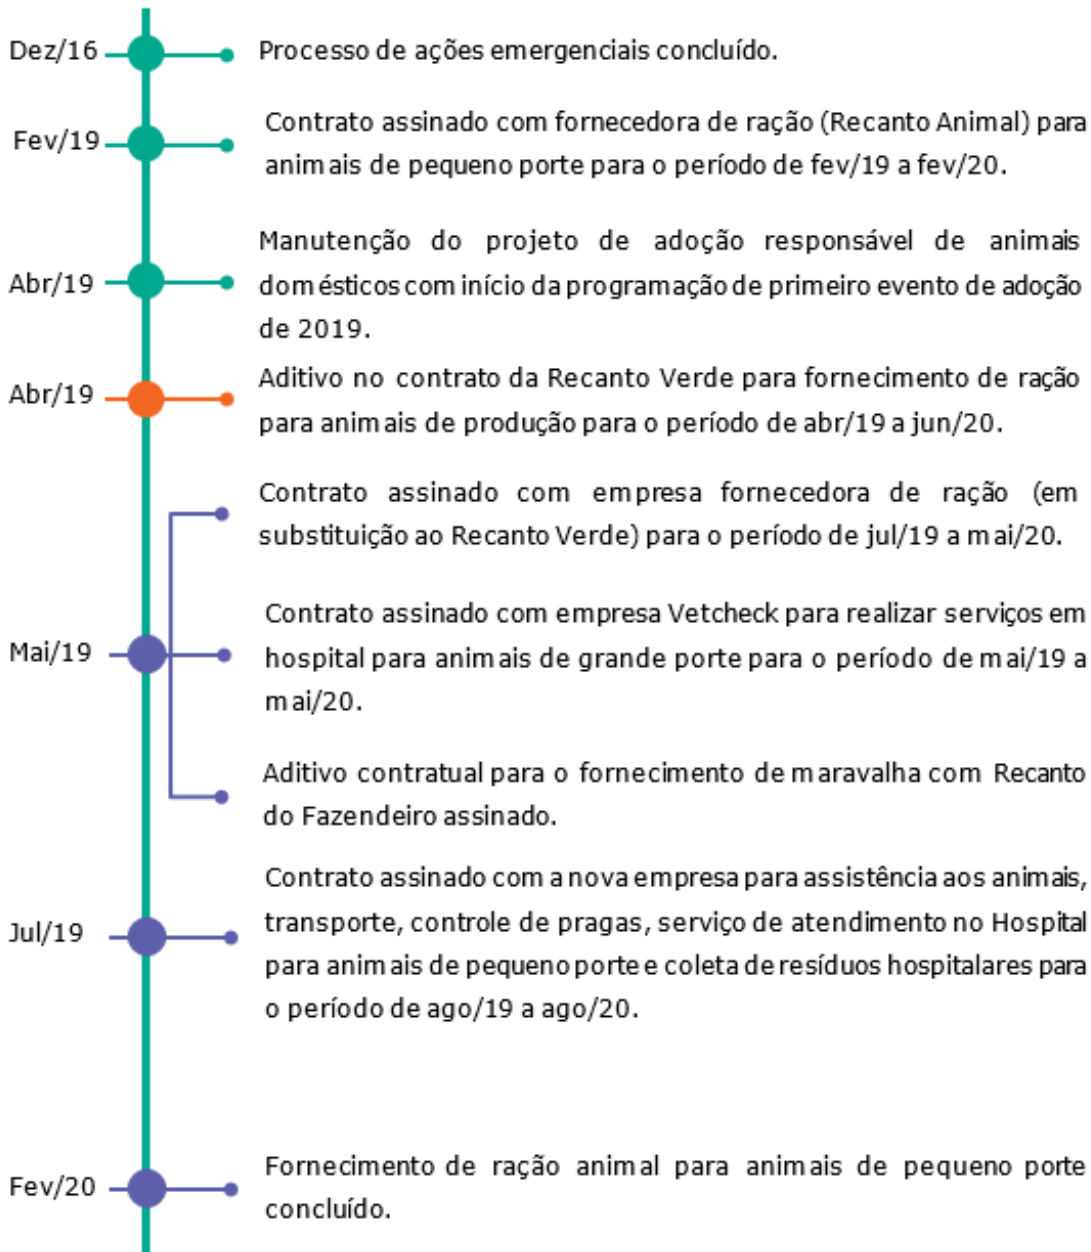 Dez/16
Processo de ações emergenciais concluído.
Fev/19
Contrato assinado com fornecedora de ração (Recanto Animal) para
animais de pequeno porte para o período de fev/19 a fev/20.
Abr/19
Manutenção do projeto de adoção responsável de animais
domésticos com início da programação de primeiro evento de adoção
de 2019.
Abr/19
Aditivo no contrato da Recanto Verde para fornecimento de ração
para animais de produção para o período de abr/19 a jun/20.
Mai/19
Contrato assinado com empresa fornecedora de ração (em
substituição ao Recanto Verde) para o período de jul/19 a mai/20.
Contrato assinado com empresa Vetcheck para realizar serviços em
hospital para animais de grande porte para o período de mai/19 a
mai/20.
Aditivo contratual para o fornecimento de maravalha com Recanto
do Fazendeiro assinado.
Jul/19
Contrato assinado com a nova empresa para assistência aos animais,
transporte, controle de pragas, serviço de atendimento no Hospital
para animais de pequeno porte e coleta de resíduos hospitalares para
o período de ago/19 a ago/20.
Fev/20
Fornecimento de ração animal para animais de pequeno porte
concluído.